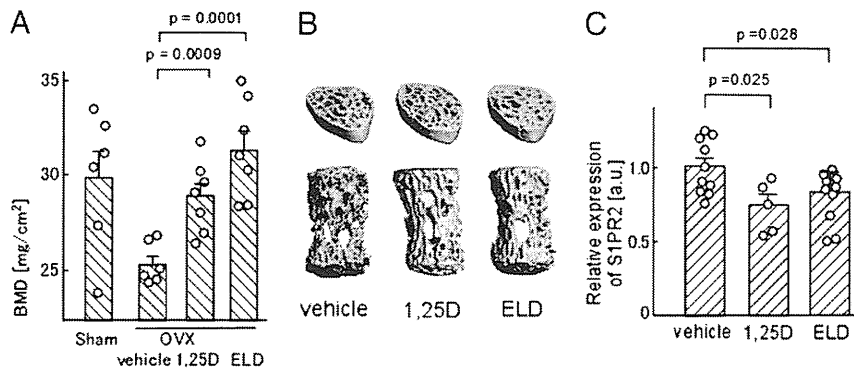 A
p = 0.0001
p = 0.0009
BMD [mg/cm²]
35
30
25
Sham
OVX
vehicle 1,25D ELD
B
vehicle 1,25D ELD
C
p =0.028
p =0.025
Relative expression
of S1PR2 [a.u.]
1.0
0.5
0
vehicle 1,25D ELD